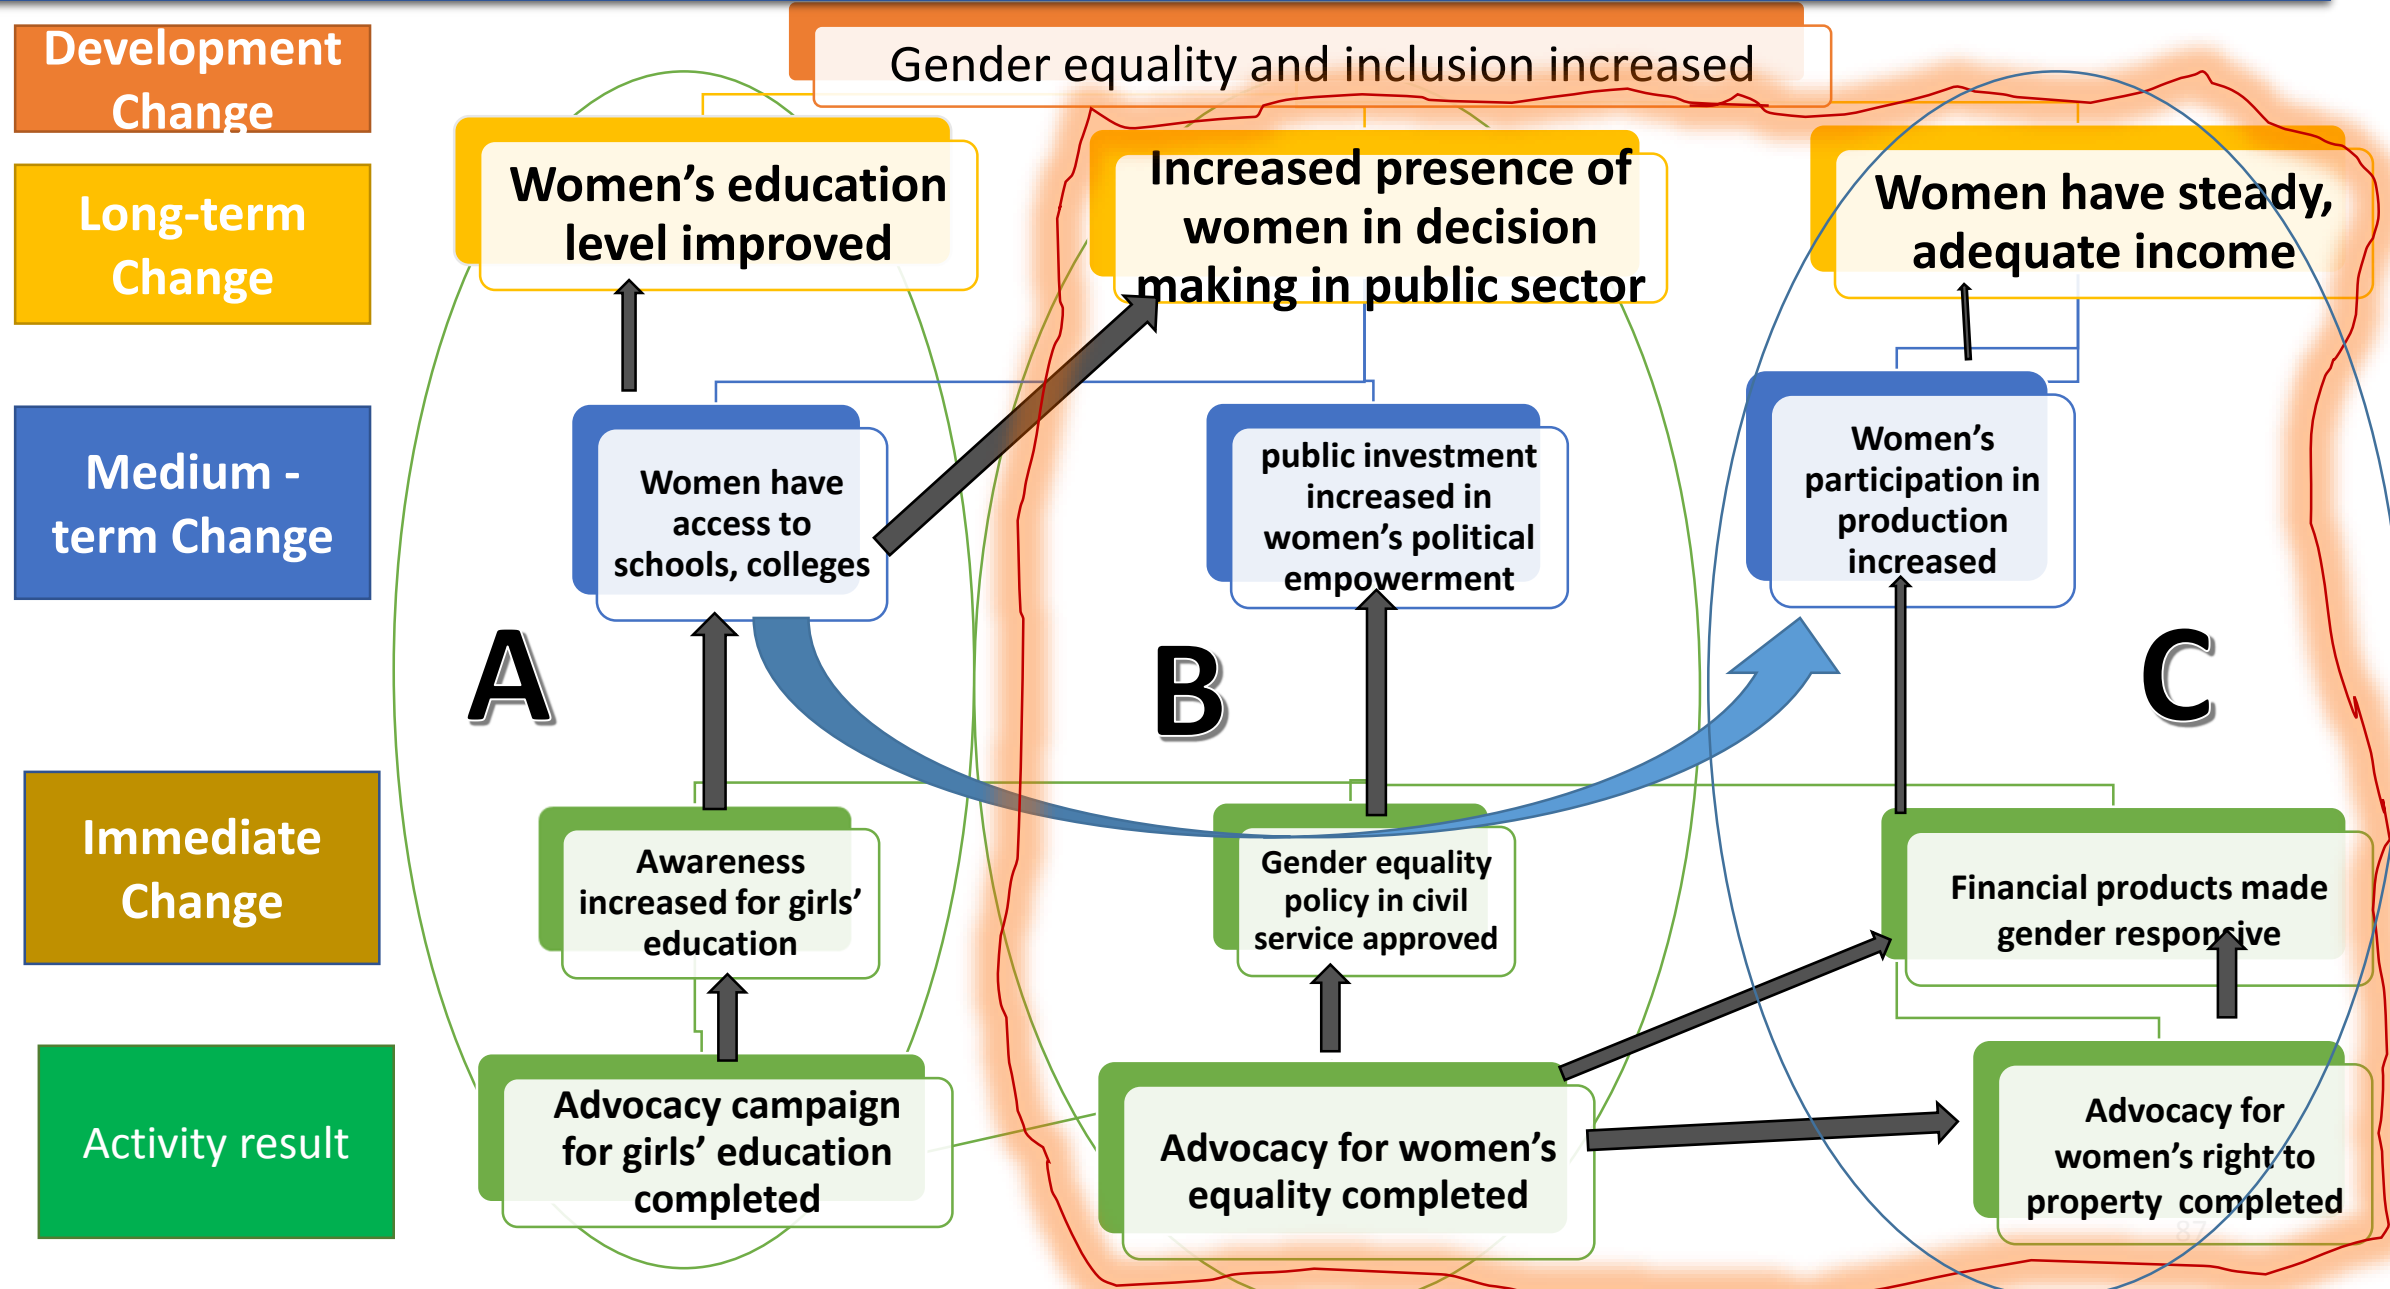 Development
Change
Gender equality and inclusion increased
Long-term
Change
Women’s education
level improved
Increased presence of
women in decision
making in public sector
Women have steady,
adequate income
Medium -
term Change
Women have
access to
schools, colleges
public investment
increased in
women’s political
empowerment
Women’s
participation in
production
increased
A
B
C
Immediate
Change
Awareness
increased for girls’
education
Gender equality
policy in civil
service approved
Financial products made
gender responsive
Activity result
Advocacy campaign
for girls’ education
completed
Advocacy for women’s
equality completed
Advocacy for
women’s right to
property  completed
87